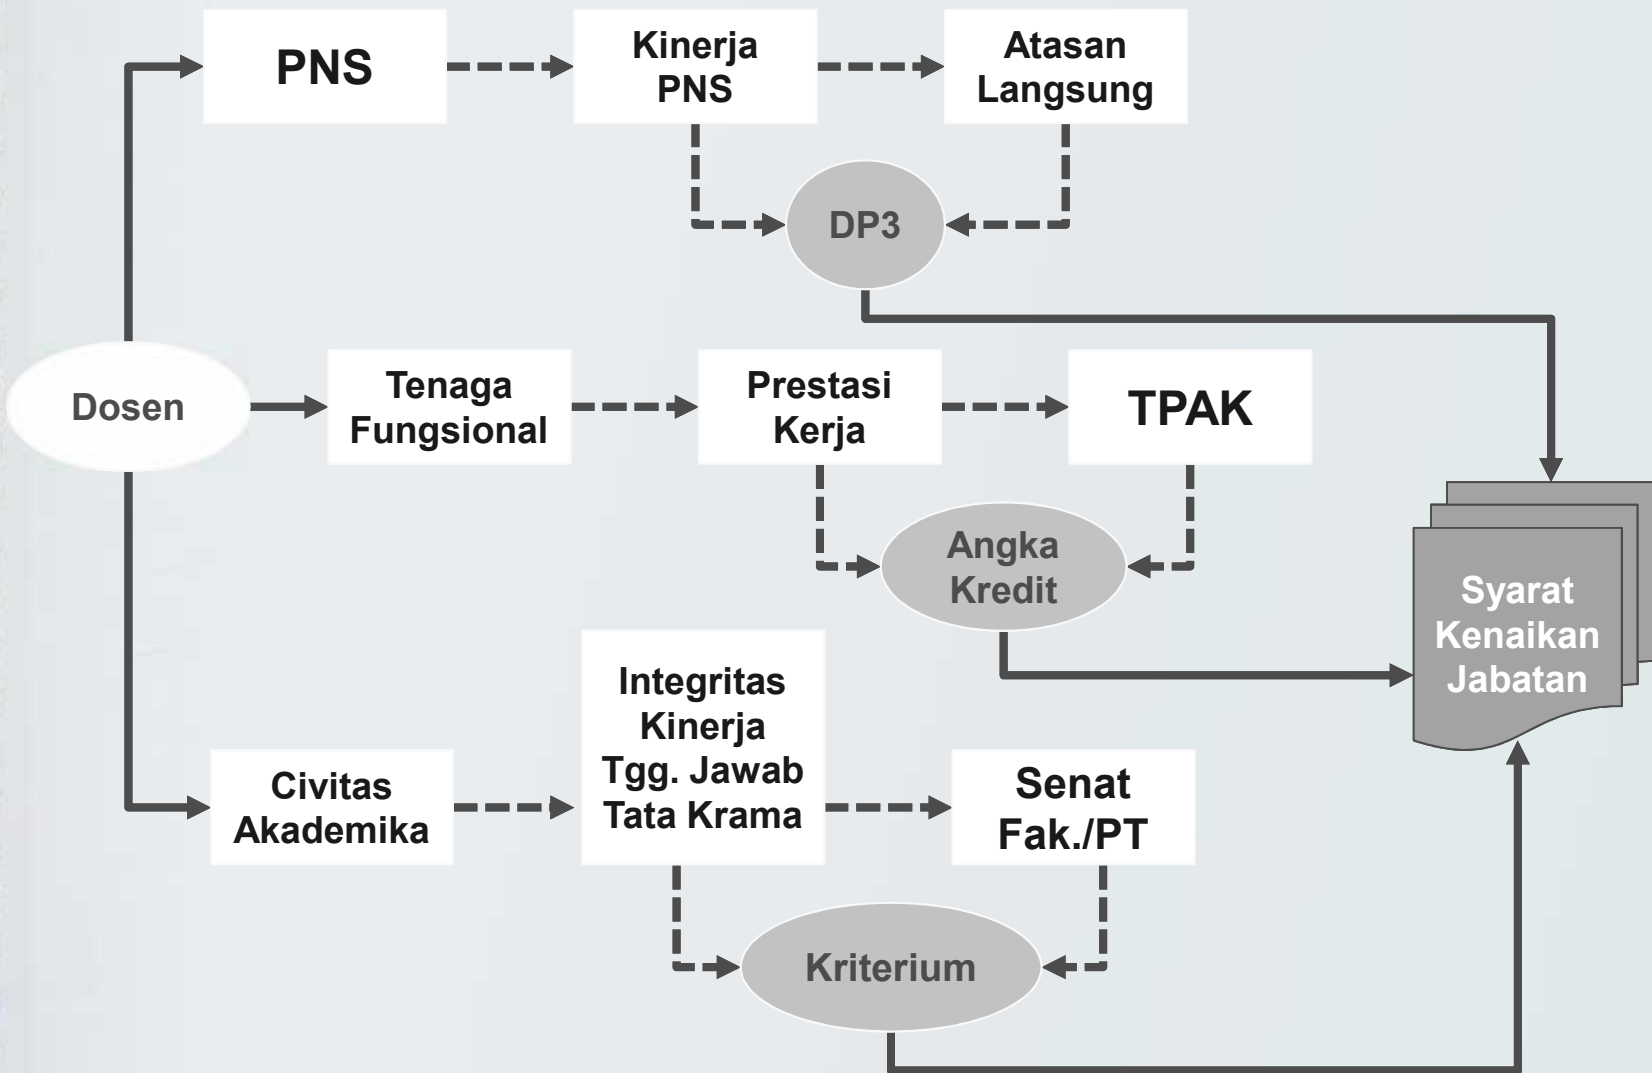 PNS
Kinerja
PNS
Atasan
Langsung
DP3
Dosen
Tenaga
Fungsional
Prestasi
Kerja
TPAK
Angka
Kredit
Syarat
Kenaikan
Jabatan
Integritas
Kinerja
Tgg. Jawab
Tata Krama
Civitas
Akademika
Senat
Fak./PT
Kriterium